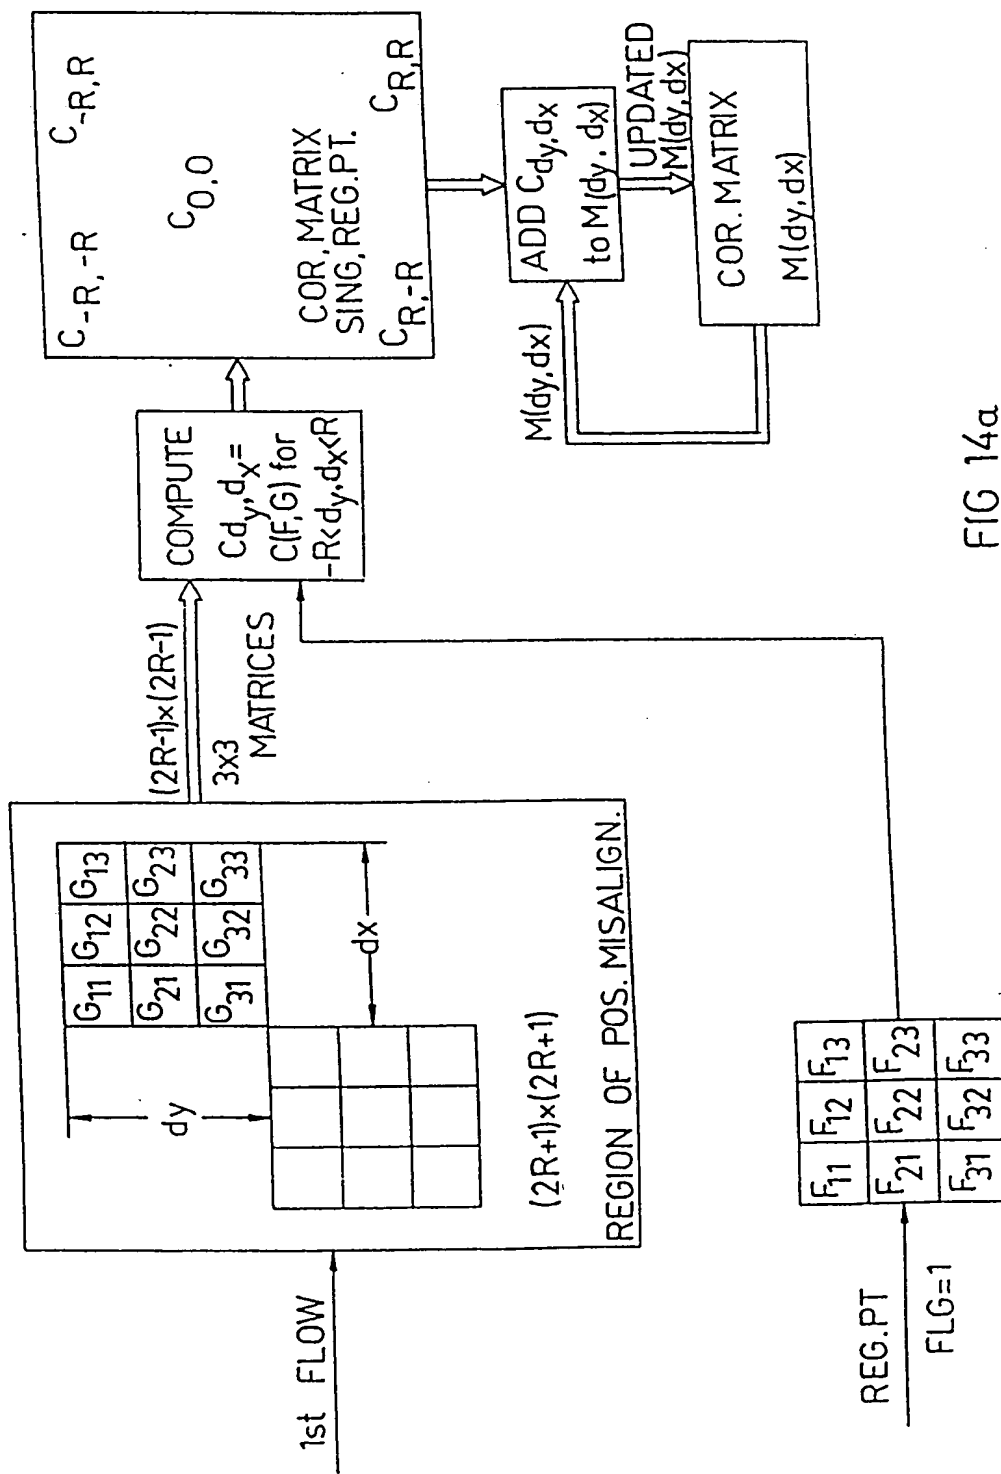 1st FLOW
dy
G11 G12 G13
G21 G22 G23
G31 G32 G33
dx
(2R+1)x(2R+1)
REGION OF POS. MISALIGN.
(2R-1)x(2R-1)
3x3
MATRICES
REG.PT
FLG=1
F11 F12 F13
F21 F22 F23
F31 F32 F33
COMPUTE
Cdy,dx=
C(F,G) for
-R<dy,dx<R
C-R,-R C-R,R
C0,0
COR,MATRIX
SING,REG.PT.
CR,-R CR,R
M(dy,dx)
ADD Cdy,dx
to M(dy,dx)
UPDATED
M(dy,dx)
COR.MATRIX
M(dy,dx)
FIG 14a